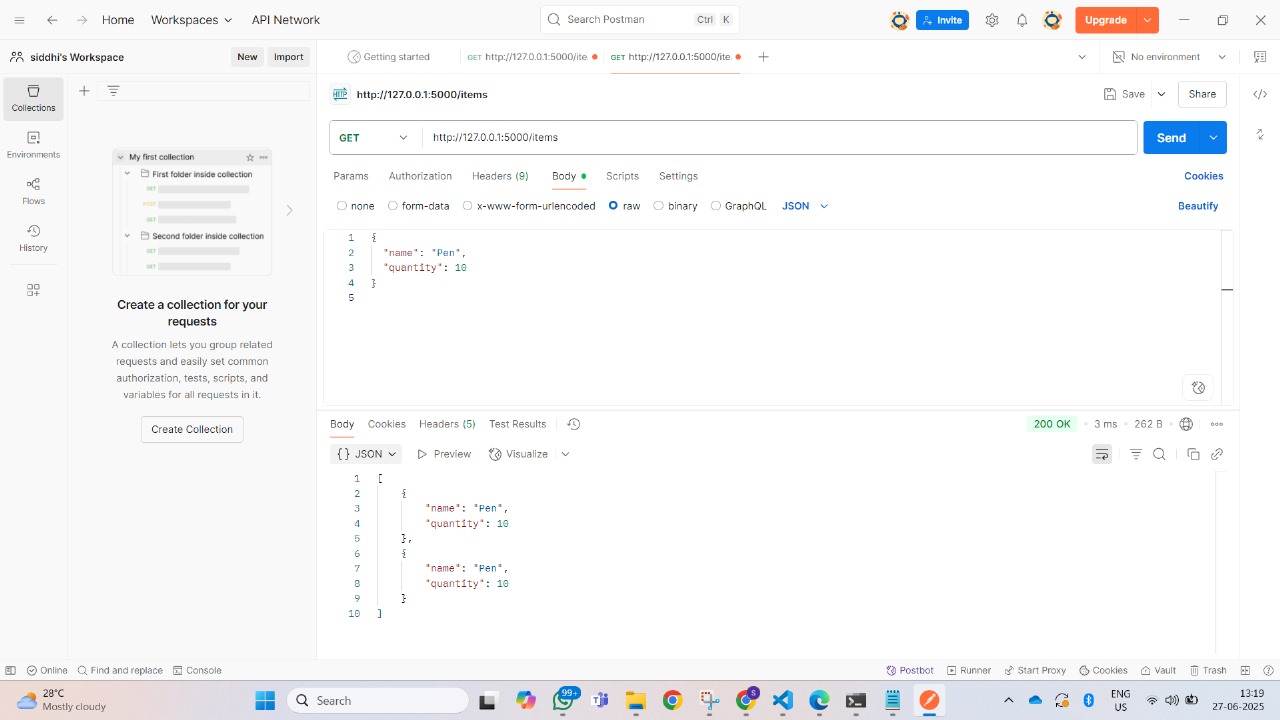 Home Workspaces API Network Search Postman Ctrl K Invite Upgrade
siddhi's Workspace New Import Getting started GET http://127.0.0.1:5000/ite. GET http://127.0.0.1:5000/ite. No environment
Collections
Environments
Flows
History
My first collection
First folder inside collection
GET
POST
GET
Second folder inside collection
GET
GET
Create a collection for your
requests
A collection lets you group related
requests and easily set common
authorization, tests, scripts, and
variables for all requests in it.
Create Collection
HTTP http://127.0.0.1:5000/items Save Share
GET http://127.0.0.1:5000/items Send
Params Authorization Headers (9) Body Scripts Settings Cookies
none form-data x-www-form-urlencoded raw binary GraphQL JSON Beautify
1 {
2 "name": "Pen",
3 "quantity": 10
4 }
5
Body Cookies Headers (5) Test Results 200 OK 3 ms 262 B
{} JSON Preview Visualize
1 [
2 {
3 "name": "Pen",
4 "quantity": 10
5 },
6 {
7 "name": "Pen",
8 "quantity": 10
9 }
10 ]
Online Find and replace Console Postbot Runner Start Proxy Cookies Vault Trash
28°C
Mostly cloudy
Search
99+
S
ENG
US
13:19
27-06-2025